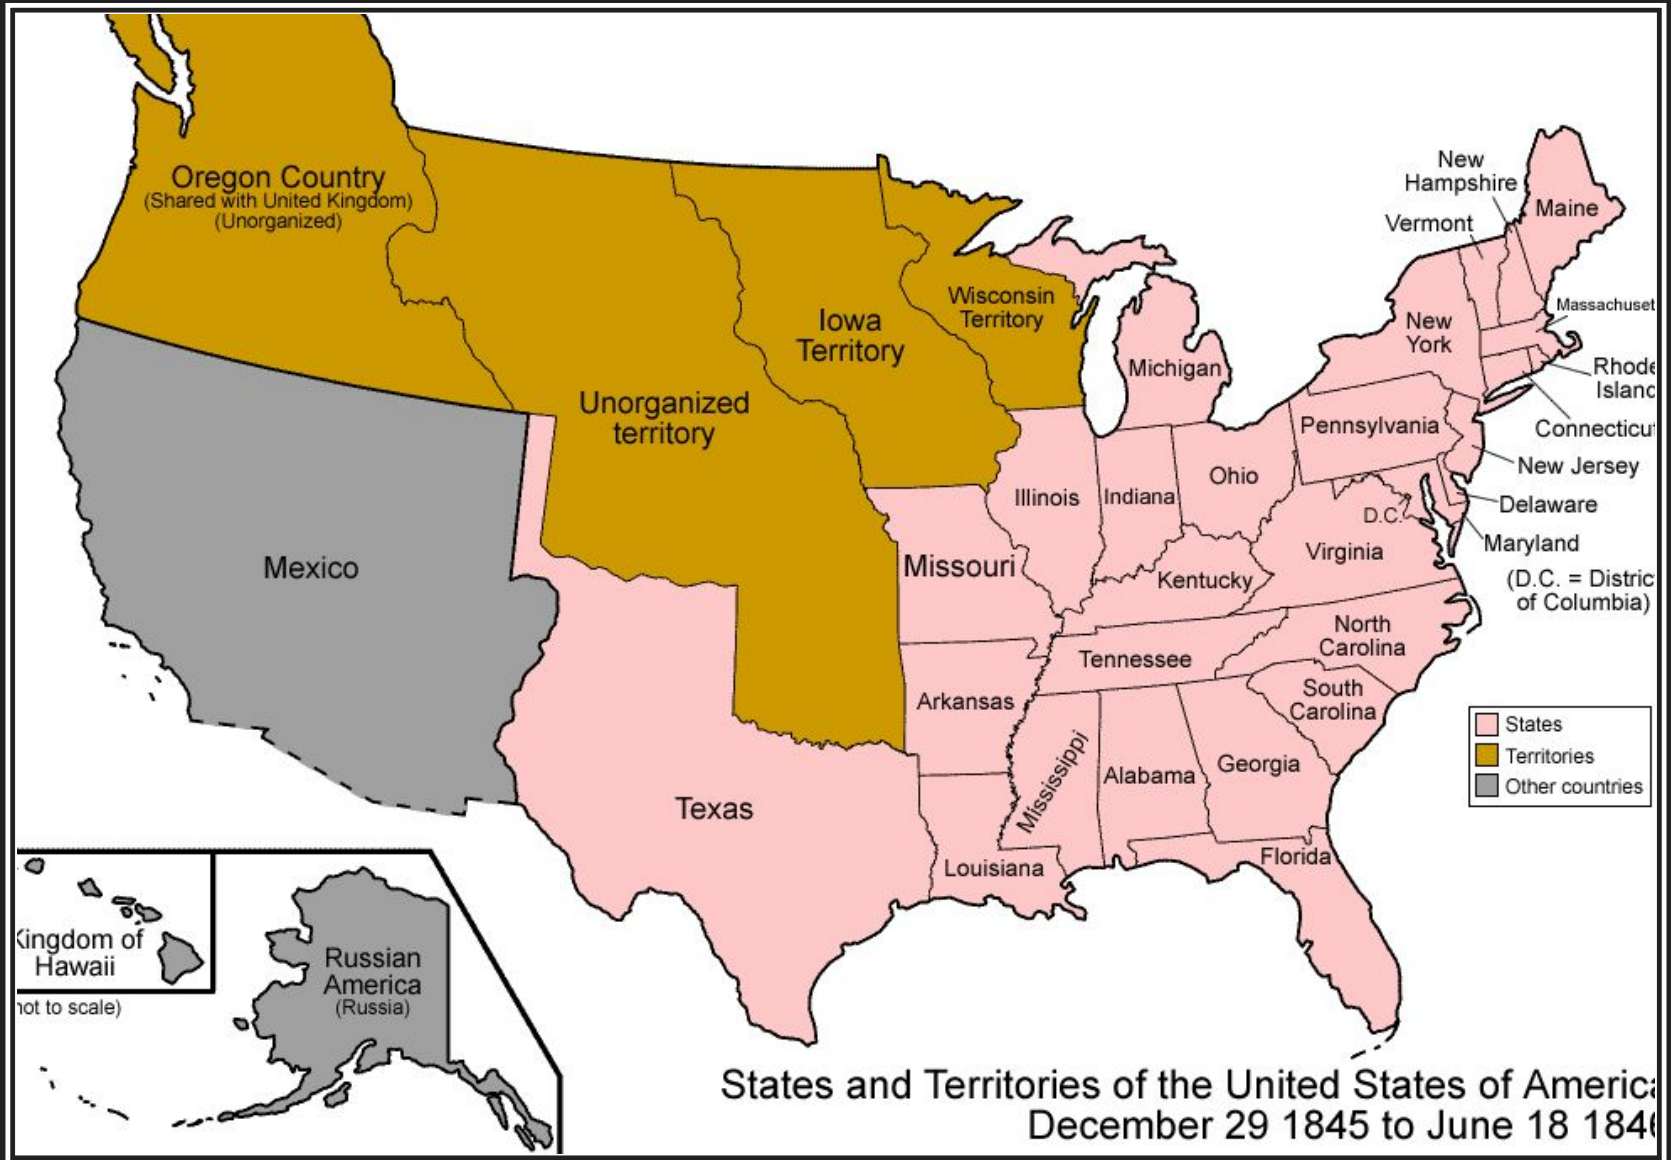 Oregon Country
(Shared with United Kingdom)
(Unorganized)
New
Hampshire
Maine
Vermont
Wisconsin
Territory
Massachuset
Iowa
Territory
New
York
Michigan
Rhode
Islan
Unorganized
territory
Pennsylvania
Connecticu
New Jersey
Ohio
Illinois
Indiana
Delaware
D.C.
Maryland
Virginia
Mexico
Missouri
Kentucky
(D.C. = Distric
of Columbia)
North
Carolina
Tennessee
South
Carolina
Arkansas
States
Territories
Other countries
Mississippi
Alabama
Georgia
Texas
Louisiana
Florida
Kingdom of
Hawaii
not to scale)
Russian
America
(Russia)
States and Territories of the United States of America
December 29 1845 to June 18 1846